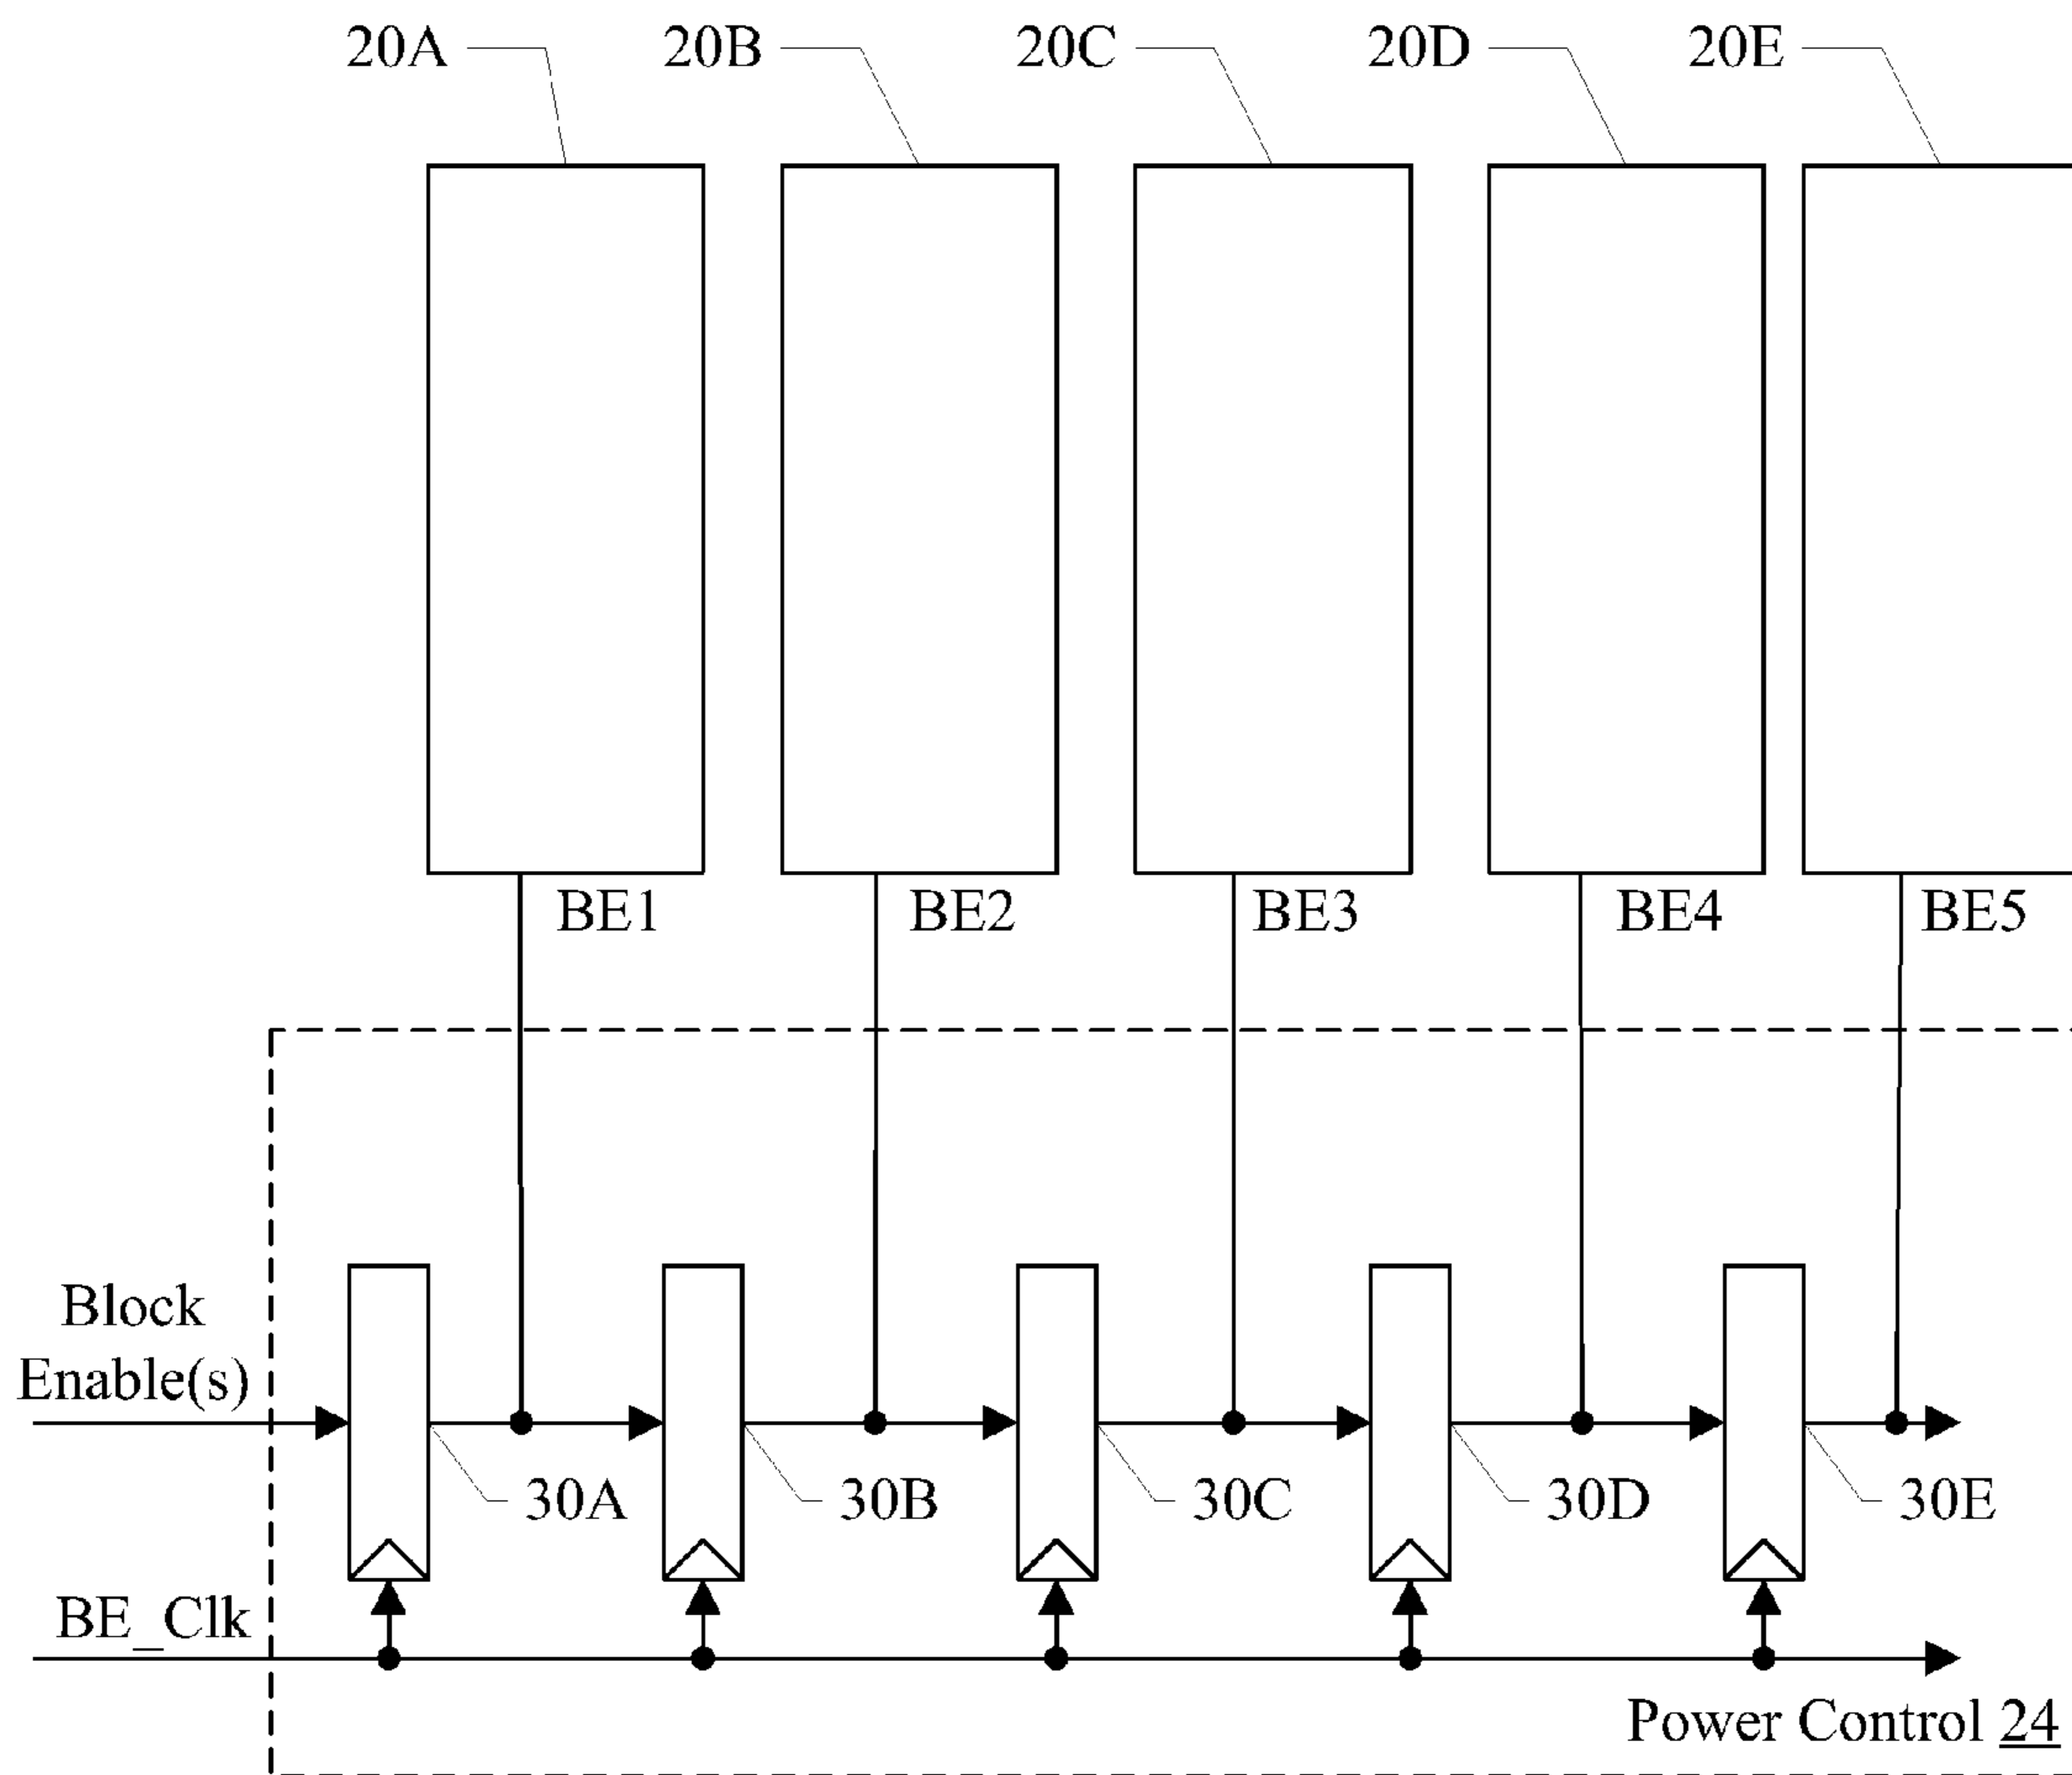 20A 20B 20C 20D 20E
BE1 BE2 BE3 BE4 BE5
Block
Enable(s)
30A 30B 30C 30D 30E
BE_Clk
Power Control 24